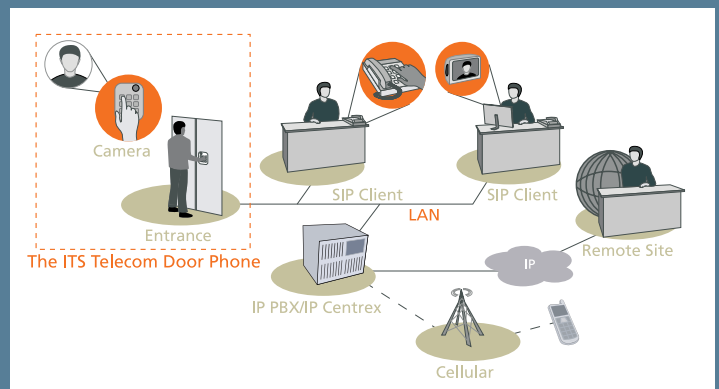 Camera
Entrance
The ITS Telecom Door Phone
SIP Client
SIP Client
LAN
Remote Site
IP
IP PBX/IP Centrex
Cellular